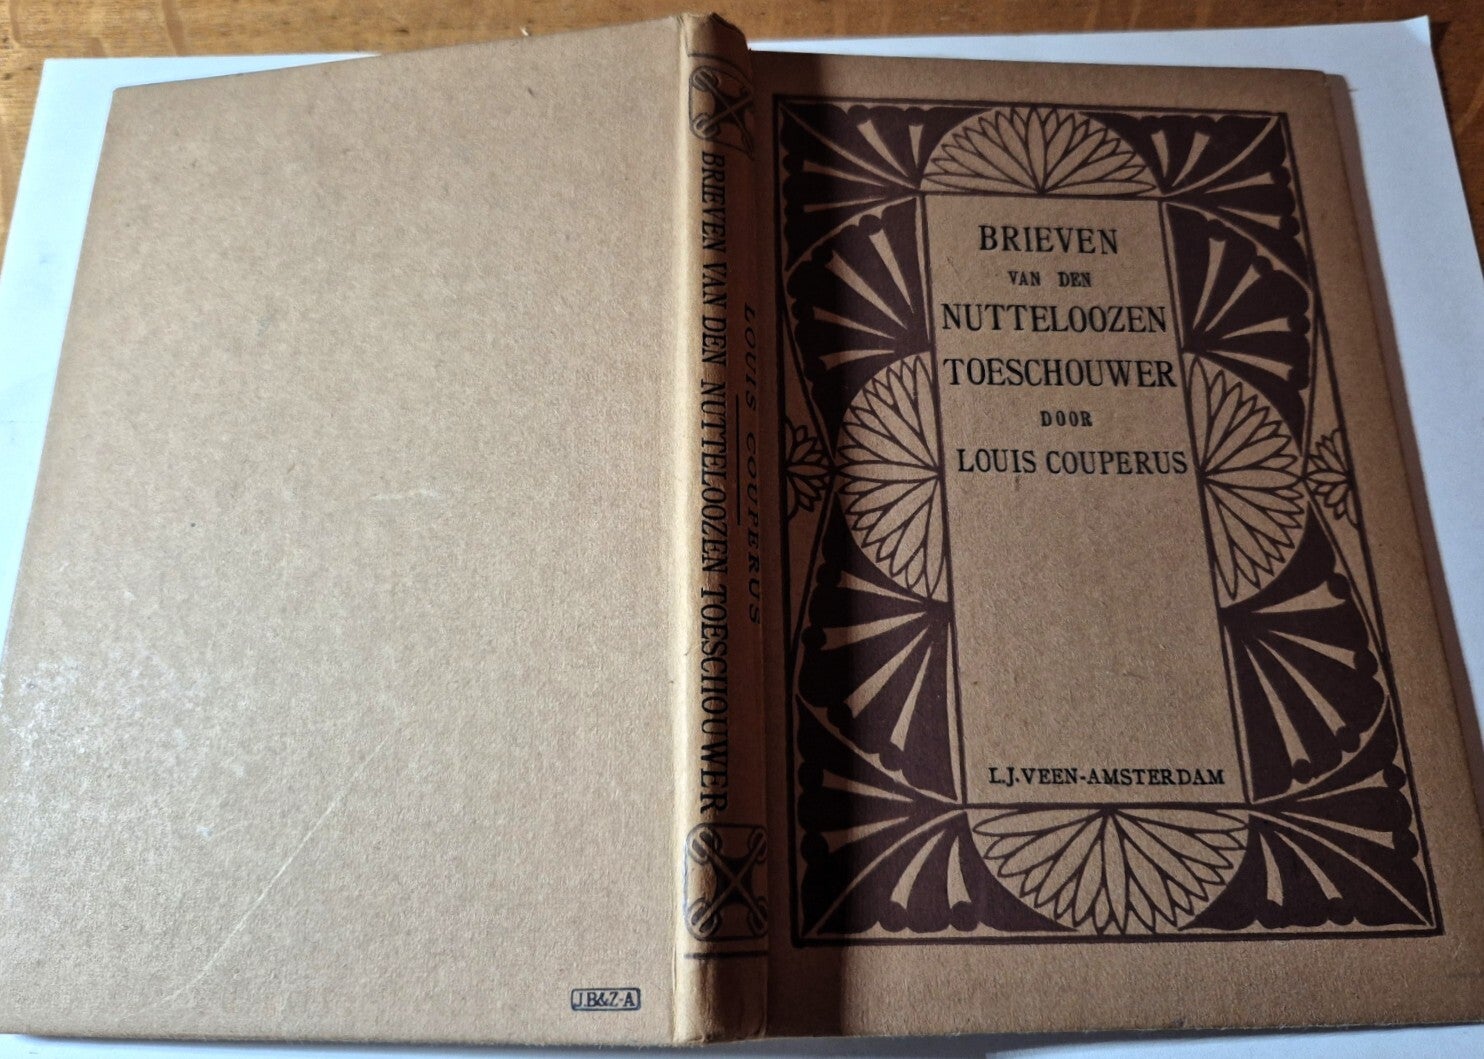 BRIEVEN
VAN DEN
NUTTELOOZEN
TOESCHOUWER
DOOR
LOUIS COUPERUS
L.J.VEEN-AMSTERDAM
LOUIS COUPERUS
BRIEVEN VAN DEN NUTTELOOZEN TOESCHOUWER
J.B&Z-A